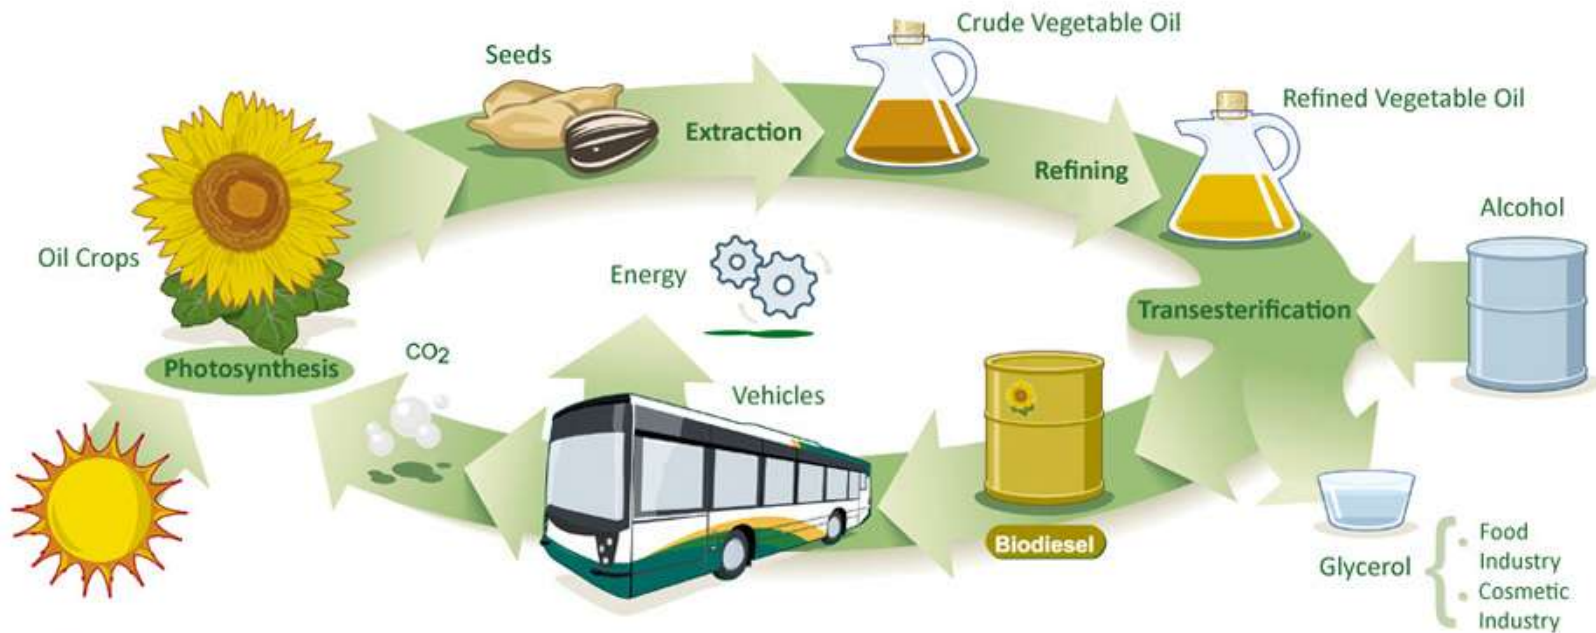 Crude Vegetable Oil
Seeds
Refined Vegetable Oil
Extraction
Refining
Alcohol
Oil Crops
Energy
Transesterification
CO2
Photosynthesis
Vehicles
Biodiesel
Glycerol
• Food
Industry
• Cosmetic
Industry